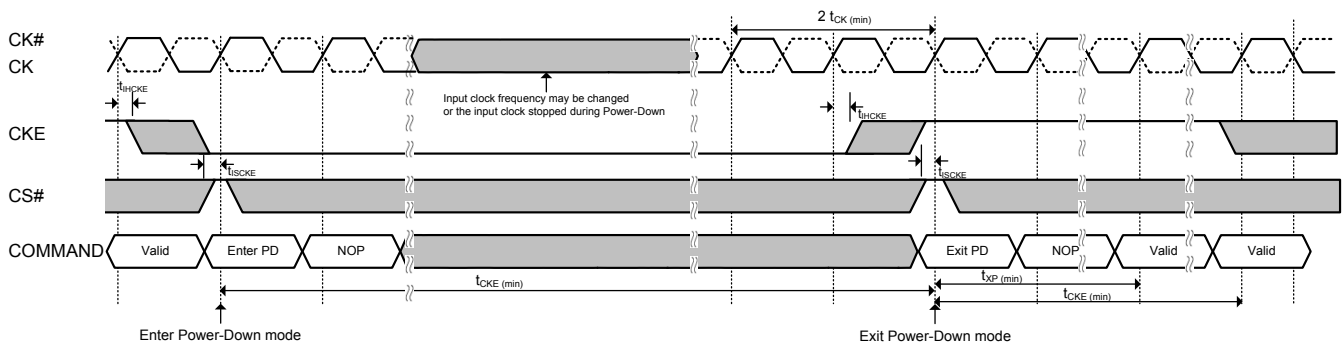 2 tCK (min)
CK#
CK
tIHCKE
Input clock frequency may be changed
or the input clock stopped during Power-Down
tIHCKE
CKE
tISCKE
tISCKE
CS#
COMMAND Valid Enter PD NOP Exit PD NOP Valid Valid
tCKE (min)
tXP (min)
tCKE (min)
Enter Power-Down mode
Exit Power-Down mode